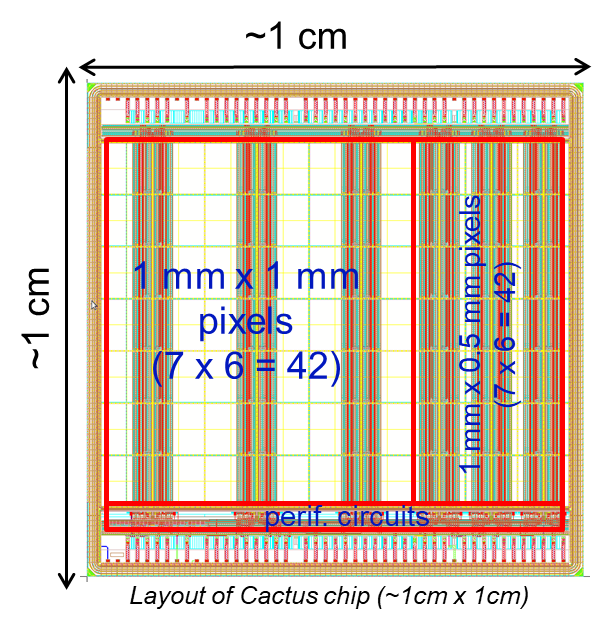 ~1 cm
~1 cm
1 mm x 1 mm
pixels
(7 x 6 = 42)
1 mm x 0.5 mm pixels
(7 x 6 = 42)
perif. circuits
Layout of Cactus chip (~1cm x 1cm)